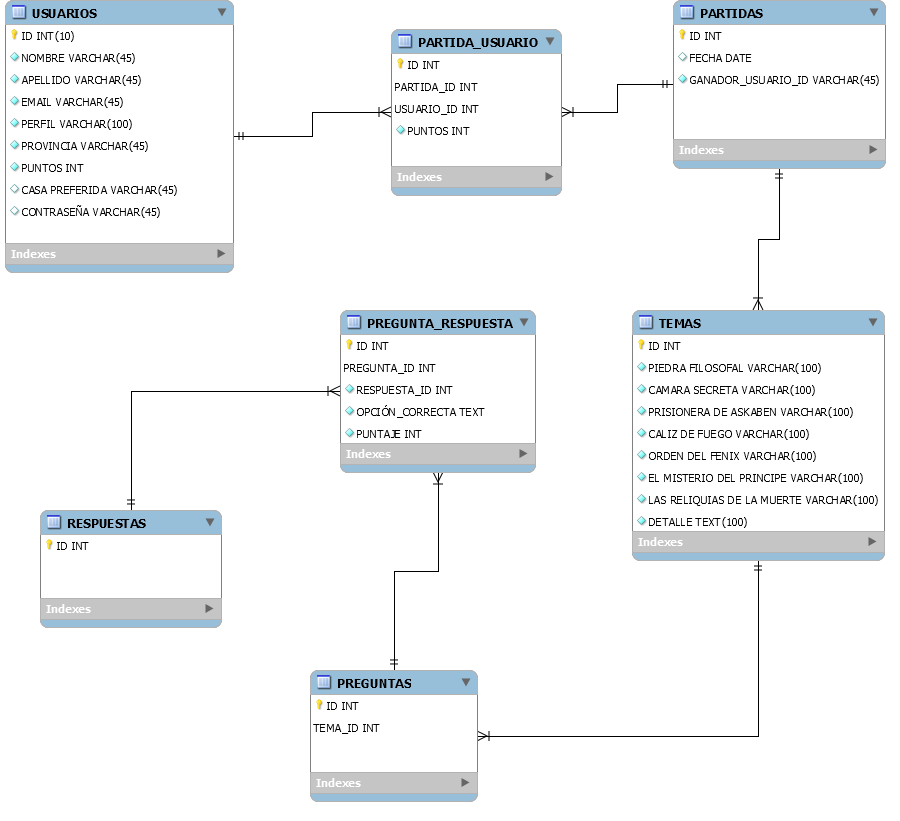 USUARIOS
ID INT(10)
NOMBRE VARCHAR(45)
APELLIDO VARCHAR(45)
EMAIL VARCHAR(45)
PERFIL VARCHAR(100)
PROVINCIA VARCHAR(45)
PUNTOS INT
CASA PREFERIDA VARCHAR(45)
CONTRASEÑA VARCHAR(45)
Indexes
PARTIDA_USUARIO
ID INT
PARTIDA_ID INT
USUARIO_ID INT
PUNTOS INT
Indexes
PARTIDAS
ID INT
FECHA DATE
GANADOR_USUARIO_ID VARCHAR(45)
Indexes
PREGUNTA_RESPUESTA
ID INT
PREGUNTA_ID INT
RESPUESTA_ID INT
OPCIÓN_CORRECTA TEXT
PUNTAJE INT
Indexes
TEMAS
ID INT
PIEDRA FILOSOFAL VARCHAR(100)
CAMARA SECRETA VARCHAR(100)
PRISIONERA DE ASKABEN VARCHAR(100)
CALIZ DE FUEGO VARCHAR(100)
ORDEN DEL FENIX VARCHAR(100)
EL MISTERIO DEL PRINCIPE VARCHAR(100)
LAS RELIQUIAS DE LA MUERTE VARCHAR(100)
DETALLE TEXT(100)
Indexes
RESPUESTAS
ID INT
Indexes
PREGUNTAS
ID INT
TEMA_ID INT
Indexes